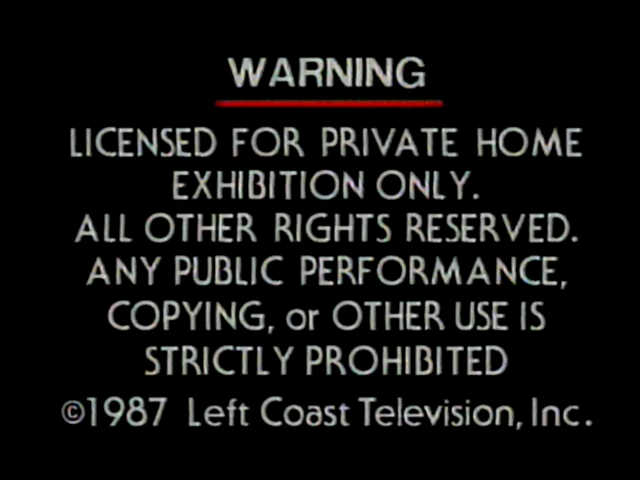 WARNING
LICENSED FOR PRIVATE HOME
EXHIBITION ONLY.
ALL OTHER RIGHTS RESERVED.
ANY PUBLIC PERFORMANCE,
COPYING, or OTHER USE IS
STRICTLY PROHIBITED
©1987 Left Coast Television, Inc.